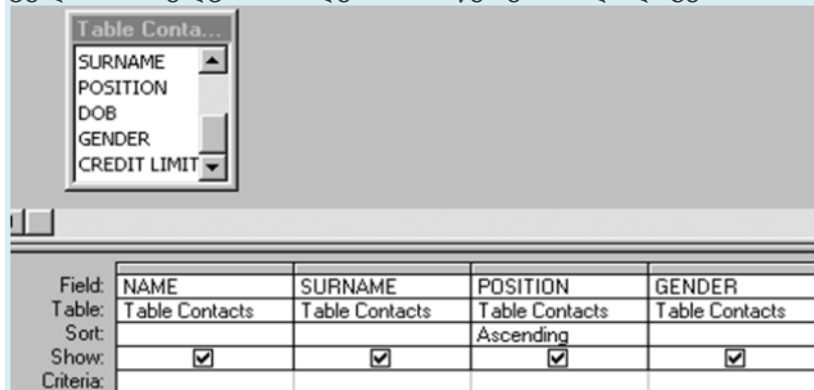 Table Conta...
SURNAME
POSITION
DOB
GENDER
CREDIT LIMIT
Field: NAME SURNAME POSITION GENDER
Table: Table Contacts Table Contacts Table Contacts Table Contacts
Sort: Ascending
Show:
Criteria: